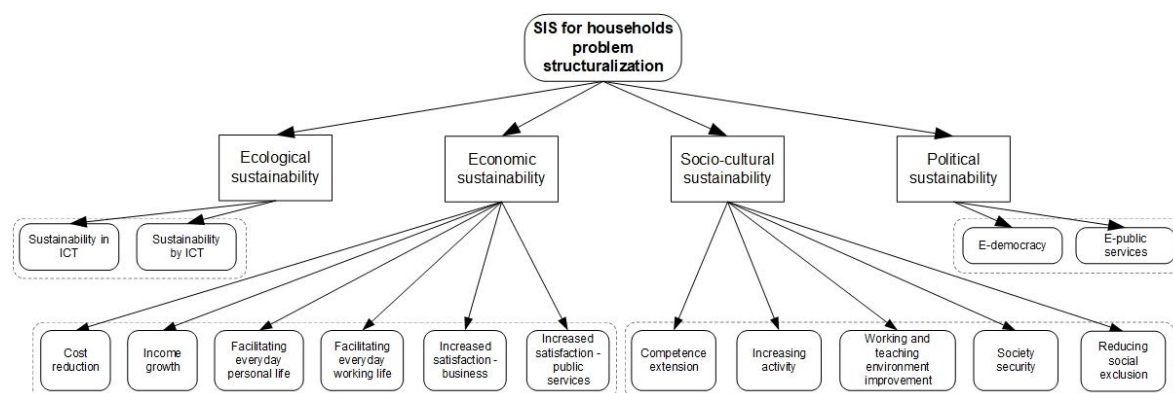 SIS for households
problem
structuralization
Ecological
sustainability
Economic
sustainability
Socio-cultural
sustainability
Political
sustainability
Sustainability in
ICT
Sustainability
by ICT
E-democracy
E-public
services
Cost
reduction
Income
growth
Facilitating
everyday
personal life
Facilitating
everyday
working life
Increased
satisfaction -
business
Increased
satisfaction -
public
services
Competence
extension
Increasing
activity
Working and
teaching
environment
improvement
Society
security
Reducing
social
exclusion